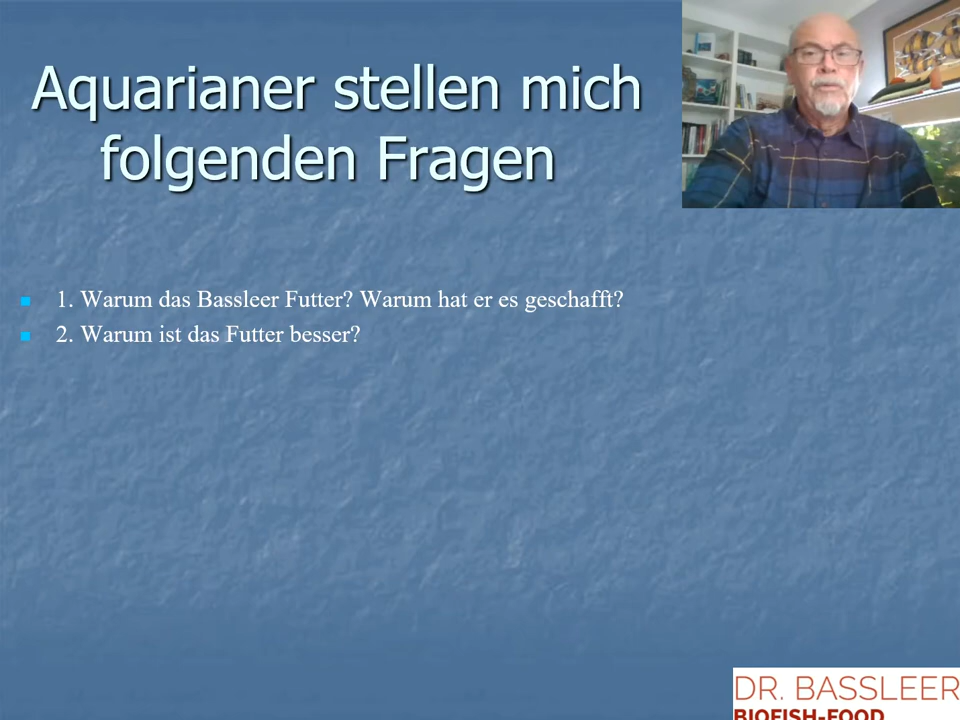 Aquarianer stellen mich
folgenden Fragen
1. Warum das Bassleer Futter? Warum hat er es geschafft?
2. Warum ist das Futter besser?
DR. BASSLEER
BIOFISH-FOOD